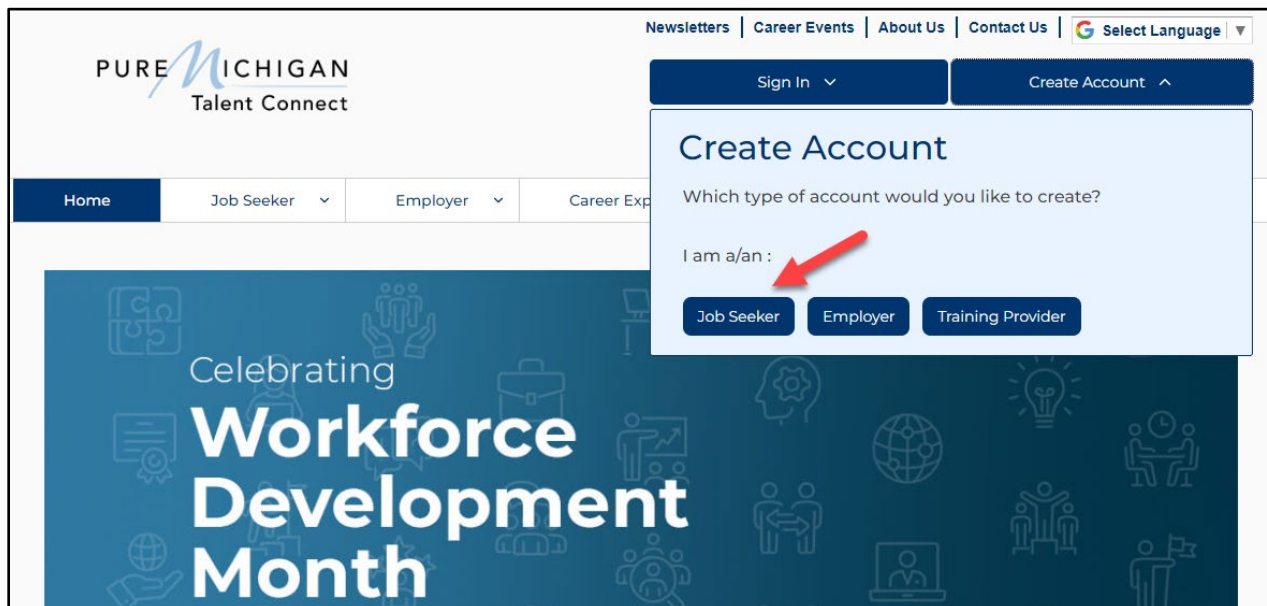 Newsletters | Career Events | About Us | Contact Us | G Select Language | ▼
PURE MICHIGAN
Talent Connect
Sign In Create Account
Create Account
Which type of account would you like to create?
I am a/an :
Job Seeker Employer Training Provider
Home Job Seeker Employer Career Exp
Celebrating
Workforce
Development
Month